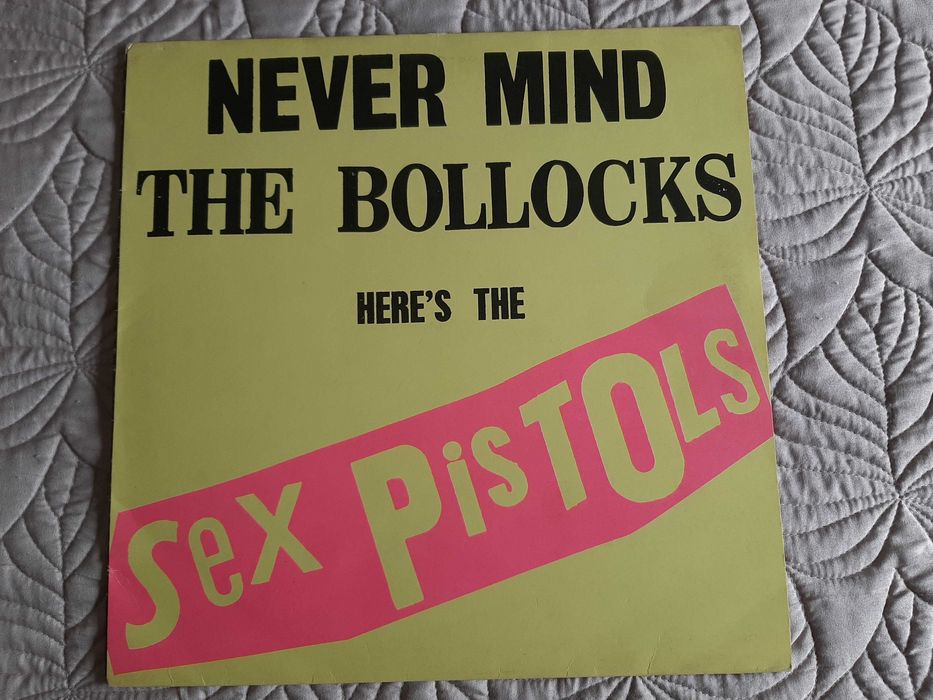 NEVER MIND
THE BOLLOCKS
HERE'S THE
Sex PisTOLs